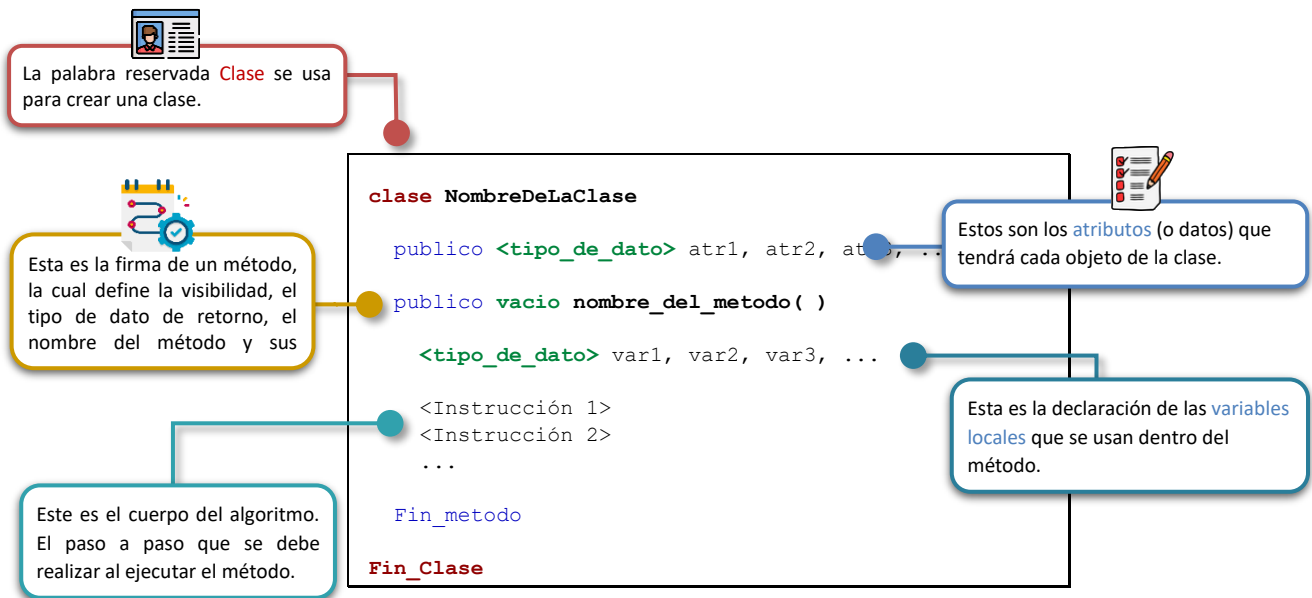 La palabra reservada Clase se usa
para crear una clase.
clase NombreDeLaClase
publico <tipo_de_dato> atr1, atr2, at 3, ..
Estos son los atributos (o datos) que
tendrá cada objeto de la clase.
Esta es la firma de un método,
la cual define la visibilidad, el
tipo de dato de retorno, el
nombre del método y sus
publico vacio nombre_del_metodo( )
<tipo_de_dato> var1, var2, var3, ...
Esta es la declaración de las variables
locales que se usan dentro del
método.
<Instrucción 1>
<Instrucción 2>
...
Este es el cuerpo del algoritmo.
El paso a paso que se debe
realizar al ejecutar el método.
Fin_metodo
Fin_Clase